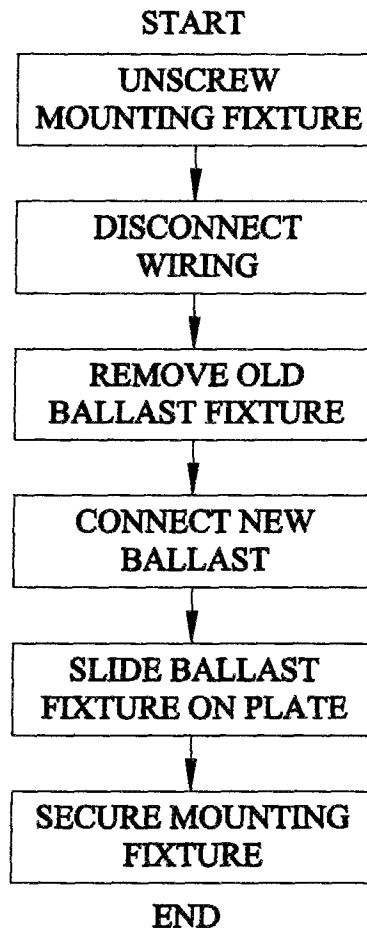 START
UNSCREW
MOUNTING FIXTURE
DISCONNECT
WIRING
REMOVE OLD
BALLAST FIXTURE
CONNECT NEW
BALLAST
SLIDE BALLAST
FIXTURE ON PLATE
SECURE MOUNTING
FIXTURE
END